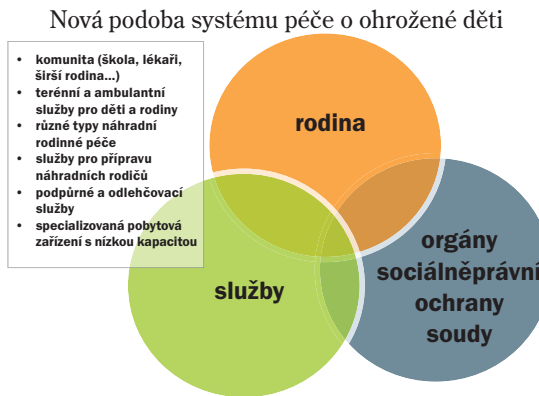 Nová podoba systému péče o ohrožené děti
• komunita (škola, lékaři,
širší rodina...)
• terénní a ambulantní
služby pro děti a rodiny
• různé typy náhradní
rodinné péče
• služby pro přípravu
náhradních rodičů
• podpůrné a odlehčovací
služby
• specializovaná pobytová
zařízení s nízkou kapacitou
rodina
orgány
sociálněprávní
ochrany
soudy
služby